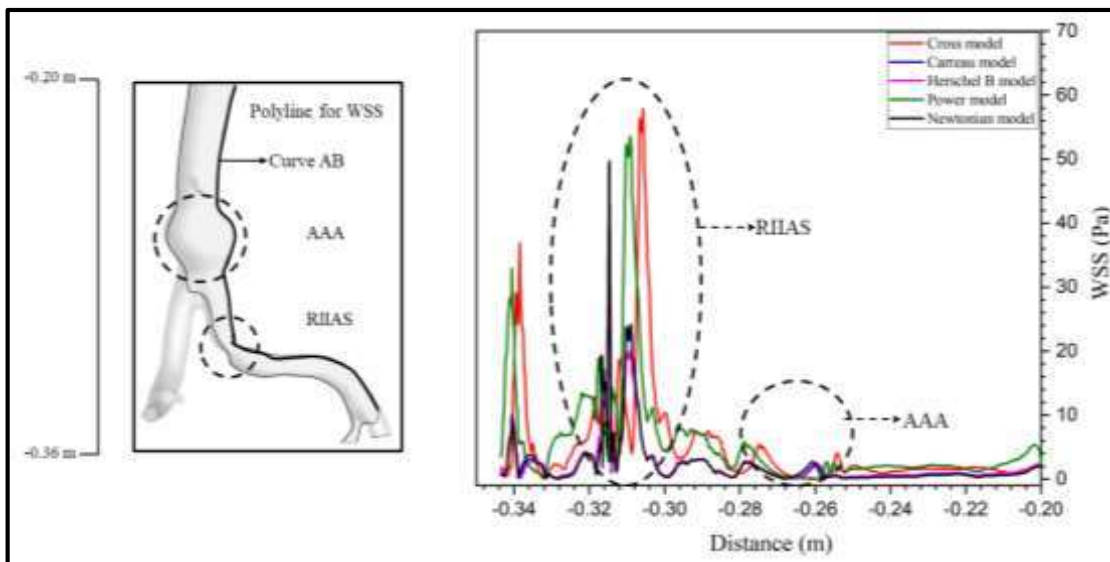 -0.20 m
-0.36 m
Polyline for WSS
Curve AB
AAA
RIIAS
Cross model
Carreau model
Herschel B model
Power model
Newtonian model
RIIAS
AAA
70
60
50
40
30
20
10
0
WSS (Pa)
-0.34 -0.32 -0.30 -0.28 -0.26 -0.24 -0.22 -0.20
Distance (m)